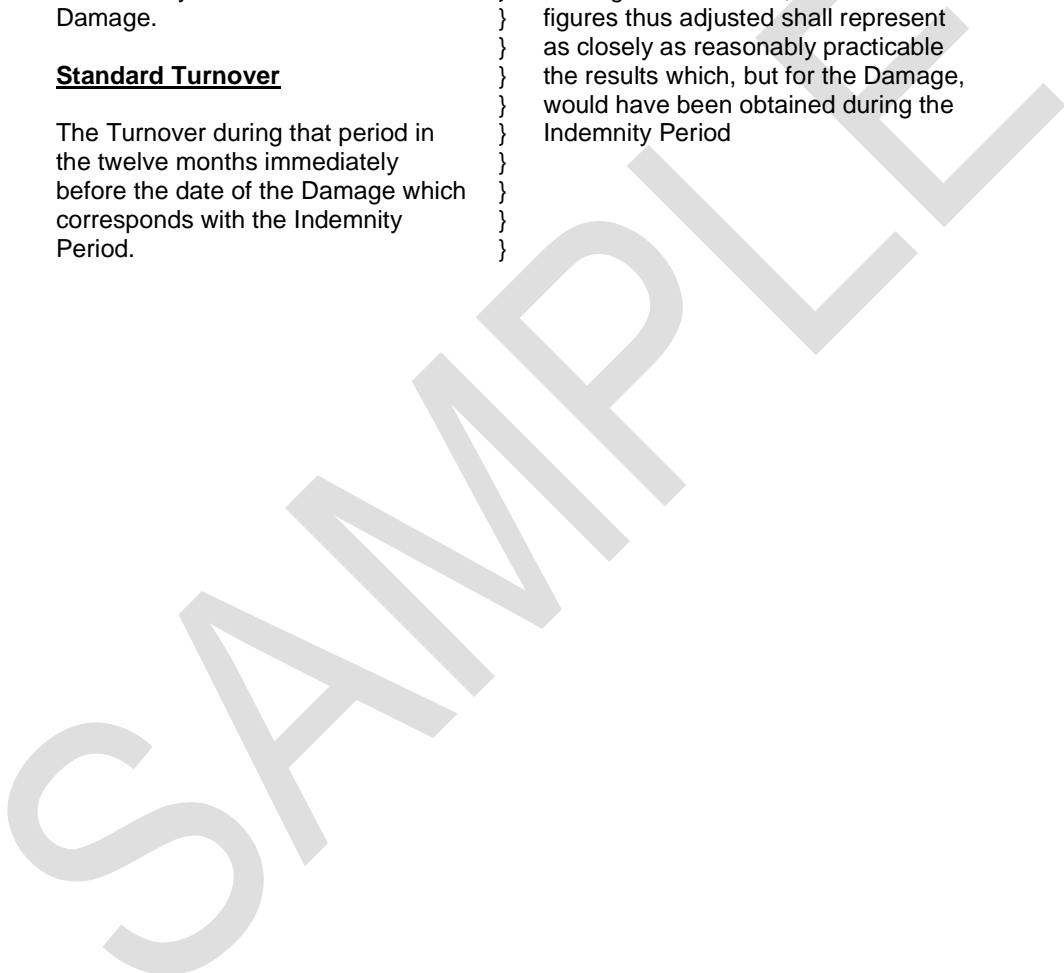 Damage.
Standard Turnover
The Turnover during that period in
the twelve months immediately
before the date of the Damage which
corresponds with the Indemnity
Period.
}
}
}
}
}
}
}
}
}
figures thus adjusted shall represent
as closely as reasonably practicable
the results which, but for the Damage,
would have been obtained during the
Indemnity Period
SAMPLE